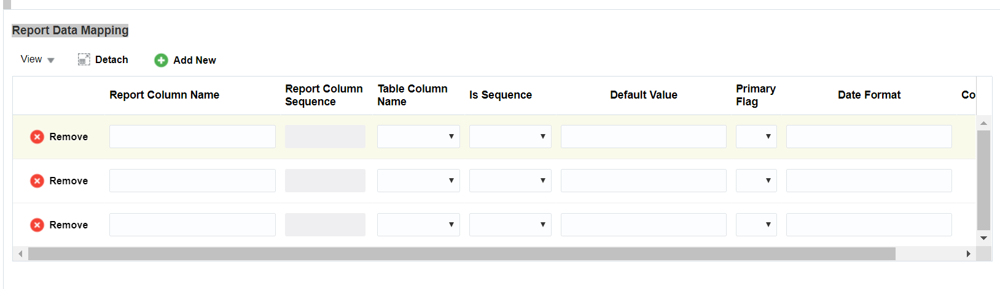 Report Data Mapping
View Detach Add New
Report Column Name Report Column Sequence Table Column Name Is Sequence Default Value Primary Flag Date Format Co
Remove
Remove
Remove